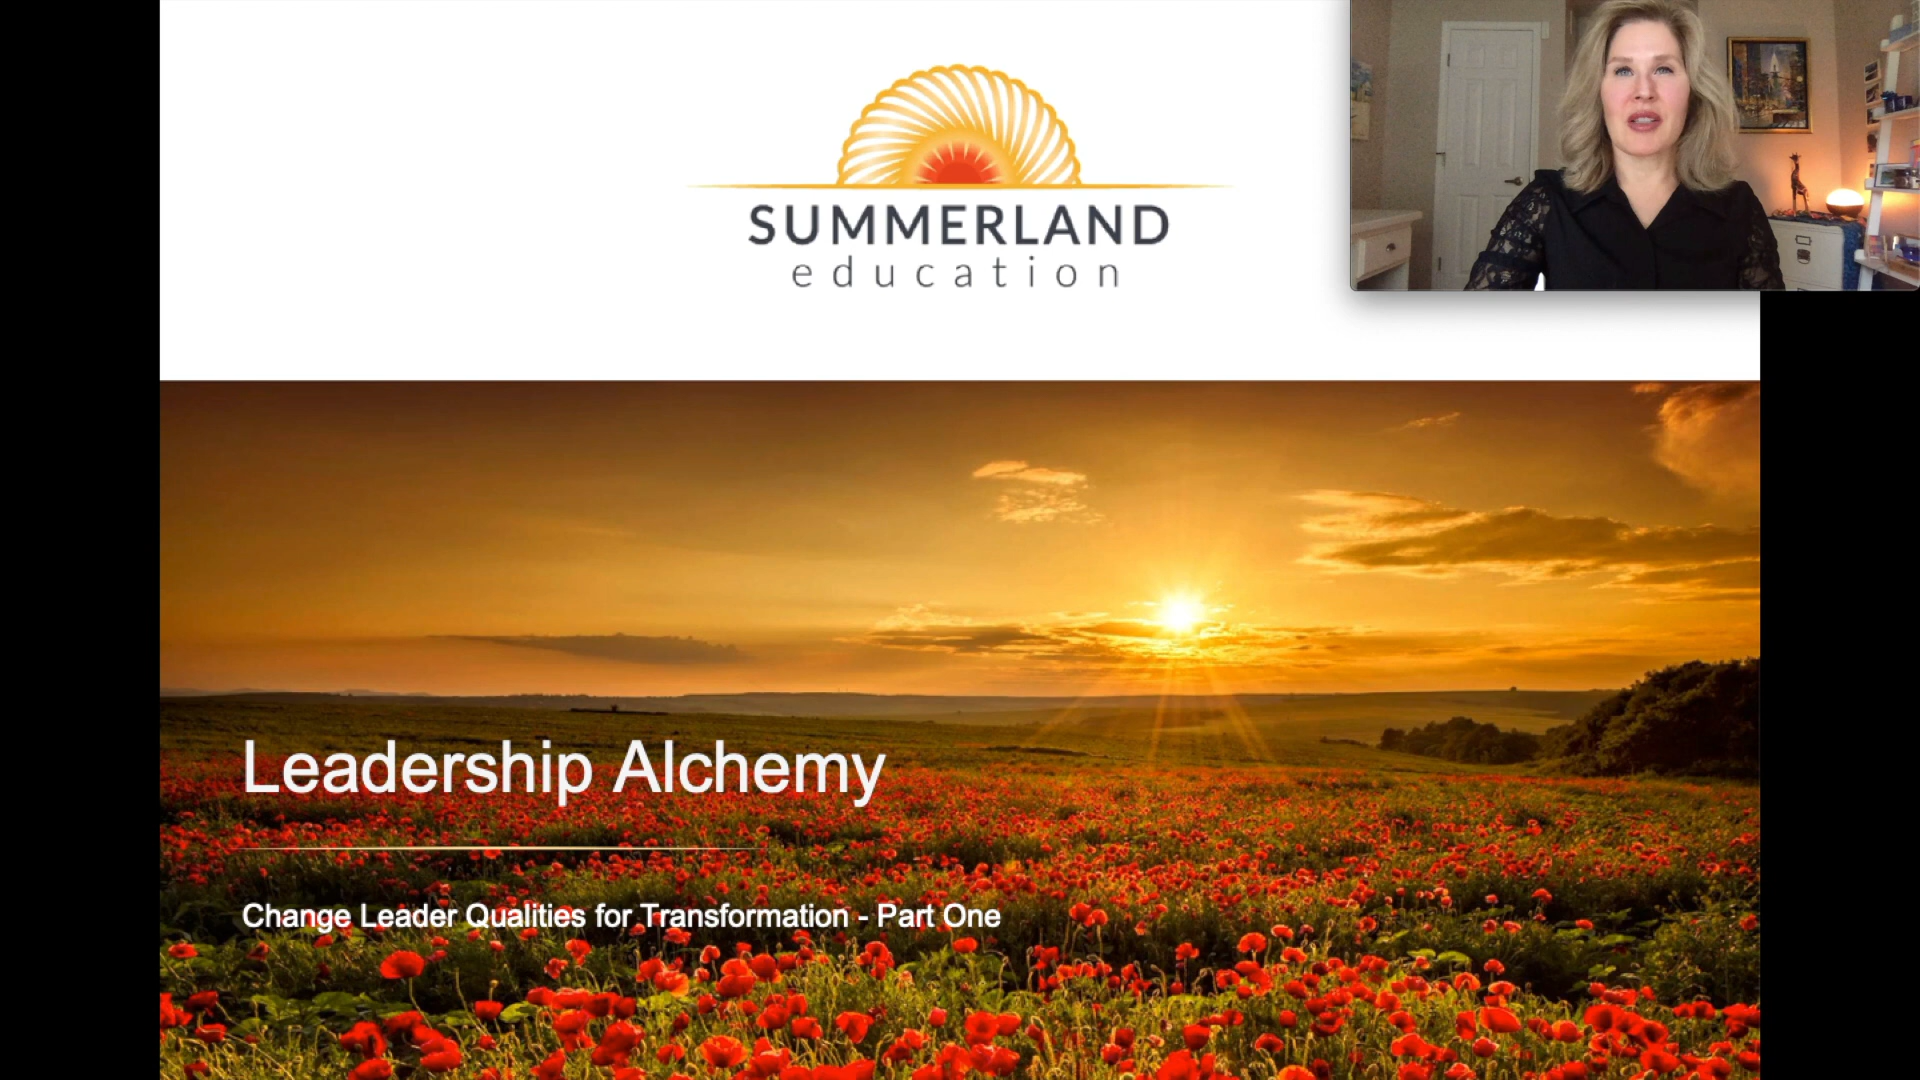 SUMMERLAND
education
Leadership Alchemy
Change Leader Qualities for Transformation - Part One